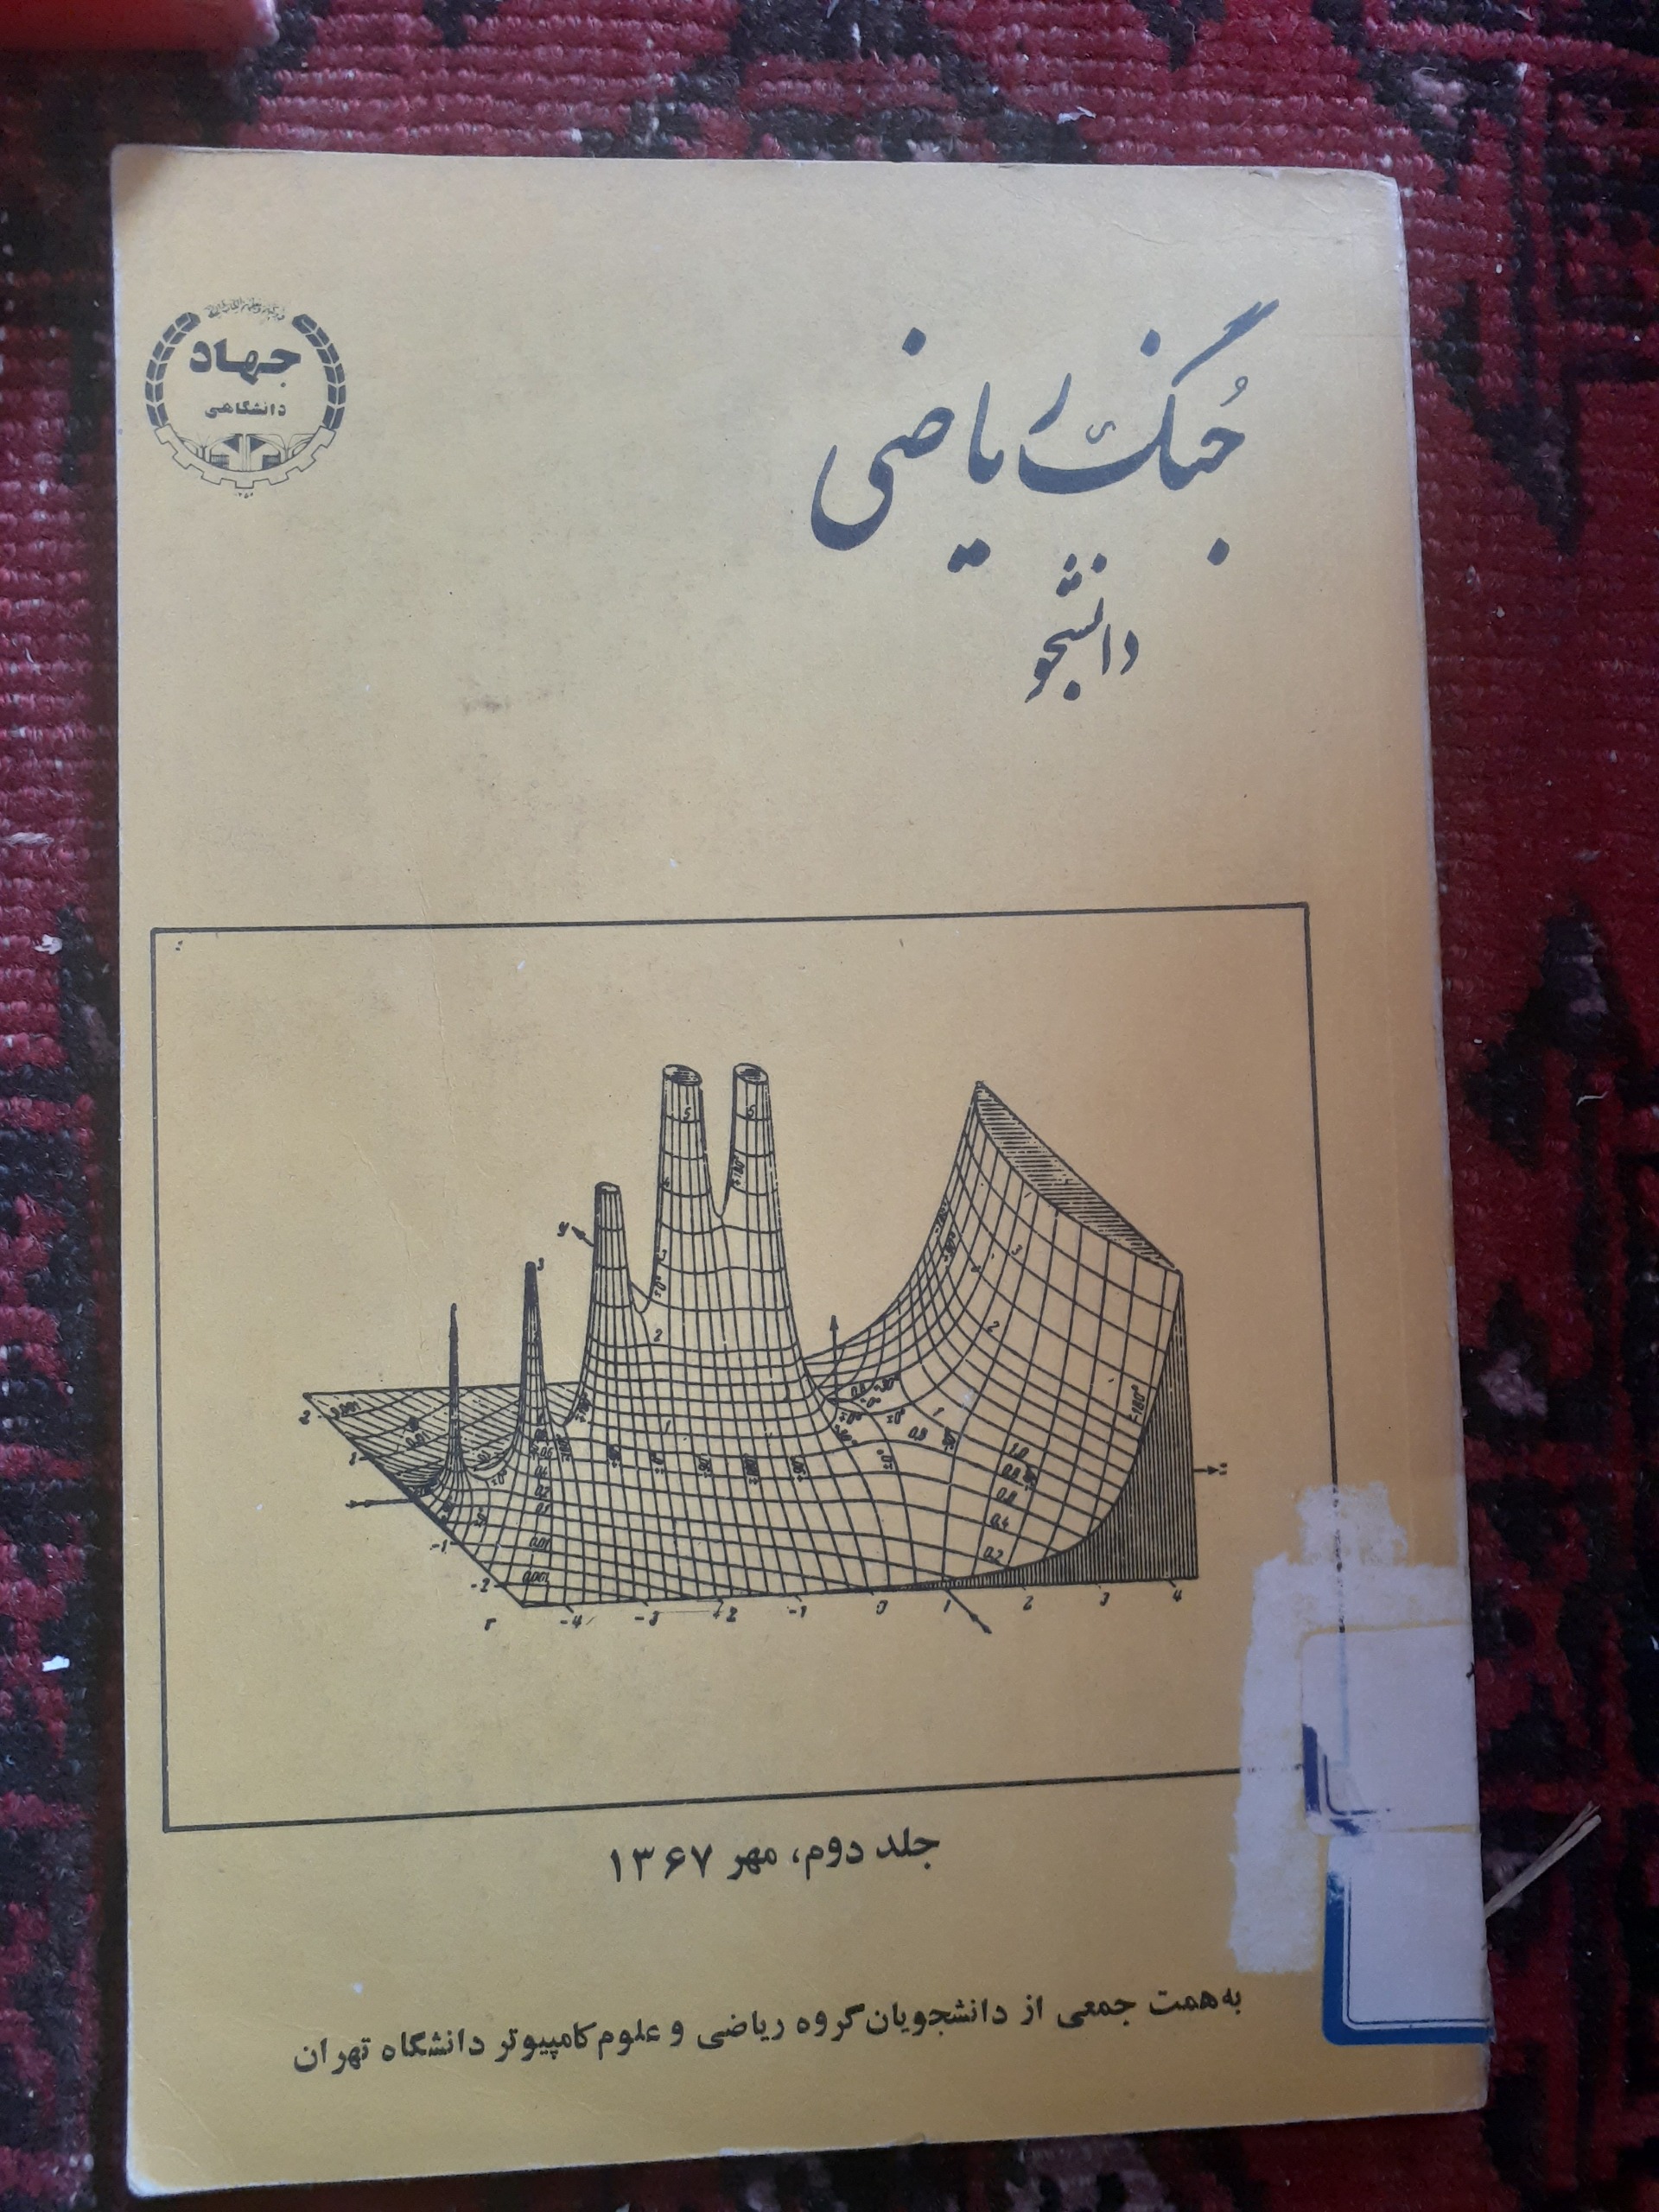 جُنگ ریاضی
دانشجو
جهاد
دانشگاهی
جلد دوم، مهر ۱۳۶۷
به همت جمعی از دانشجویان گروه ریاضی و علوم کامپیوتر دانشگاه تهران